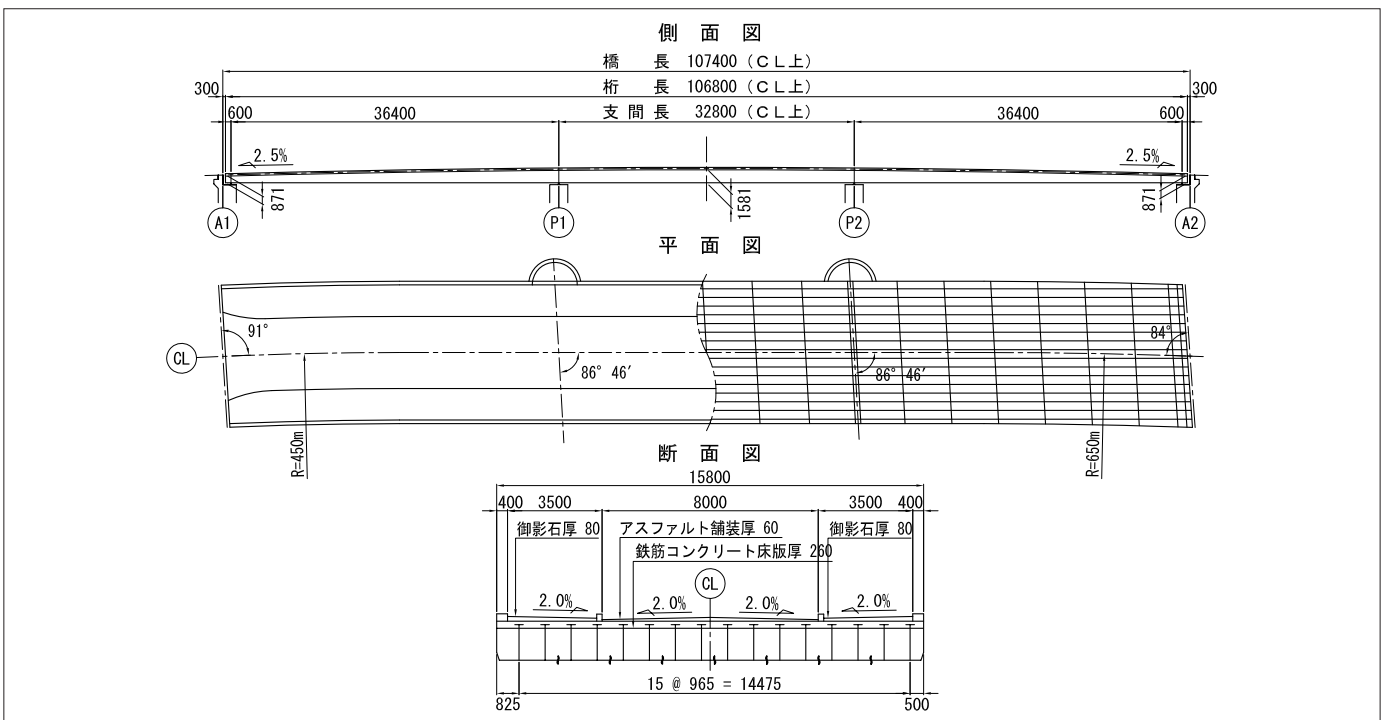 側 面 図
橋 長 107400 (CL上)
300 桁 長 106800 (CL上) 300
600 36400 支 間 長 32800 (CL上) 36400 600
2.5% 2.5%
871 1581 871
A1 P1 P2 A2
平 面 図
91° 84°
CL
86° 46′ 86° 46′
R=450m R=650m
断 面 図
15800
400 3500 8000 3500 400
御影石厚 80 アスファルト舗装厚 60 御影石厚 80
鉄筋コンクリート床版厚 260
CL
2.0% 2.0% 2.0% 2.0%
15 @ 965 = 14475
825 500